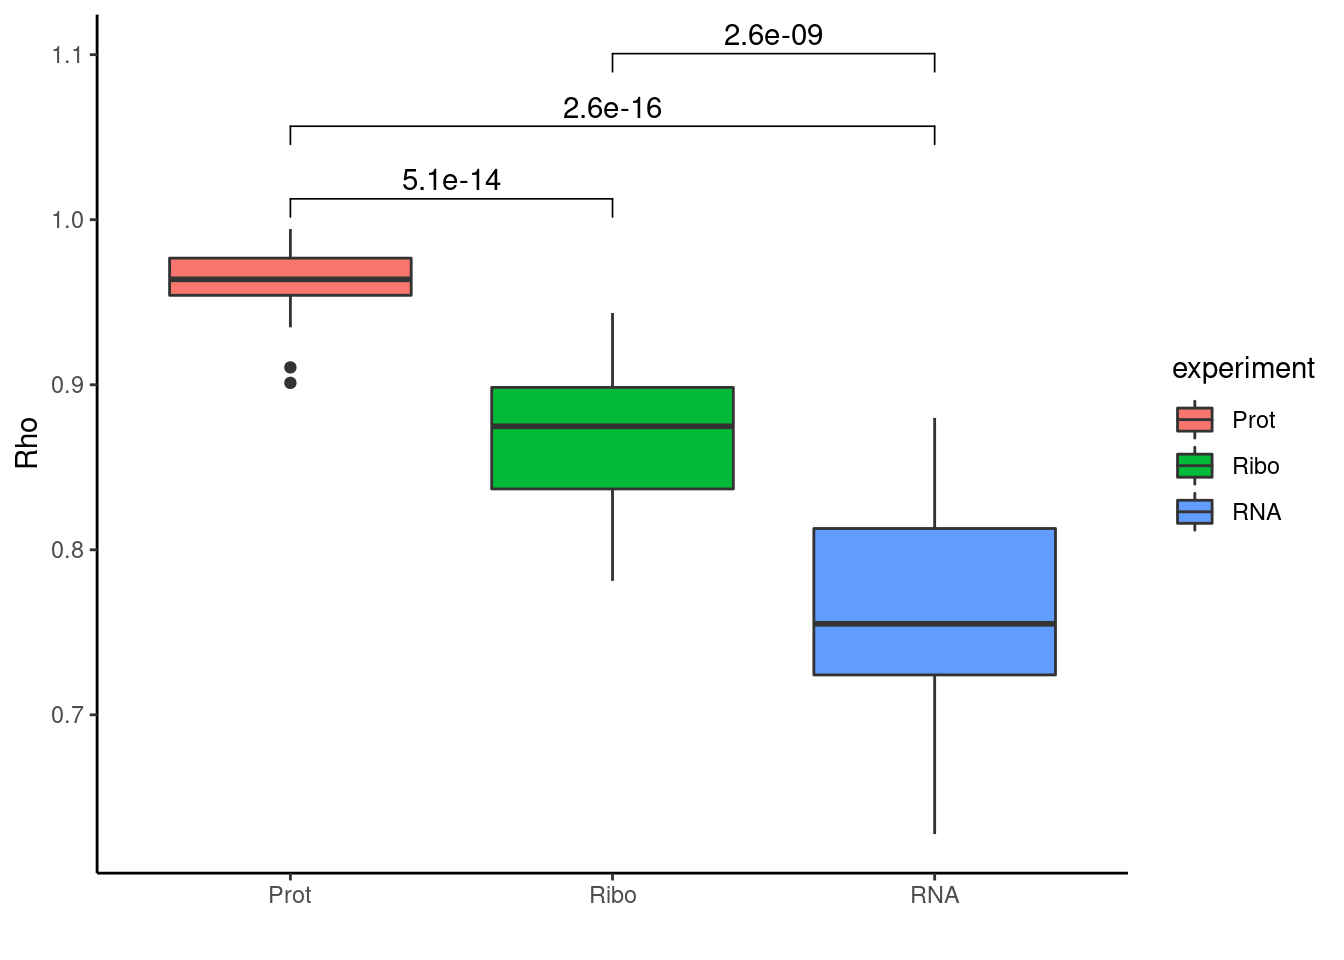 2.6e-09
2.6e-16
5.1e-14
1.1
1.0
0.9
0.8
0.7
Rho
Prot
Ribo
RNA
experiment
Prot
Ribo
RNA